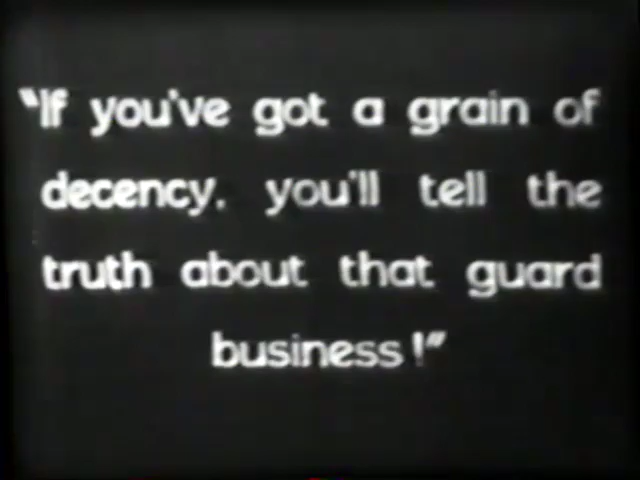 "If you've got a grain of
decency, you'll tell the
truth about that guard
business!"